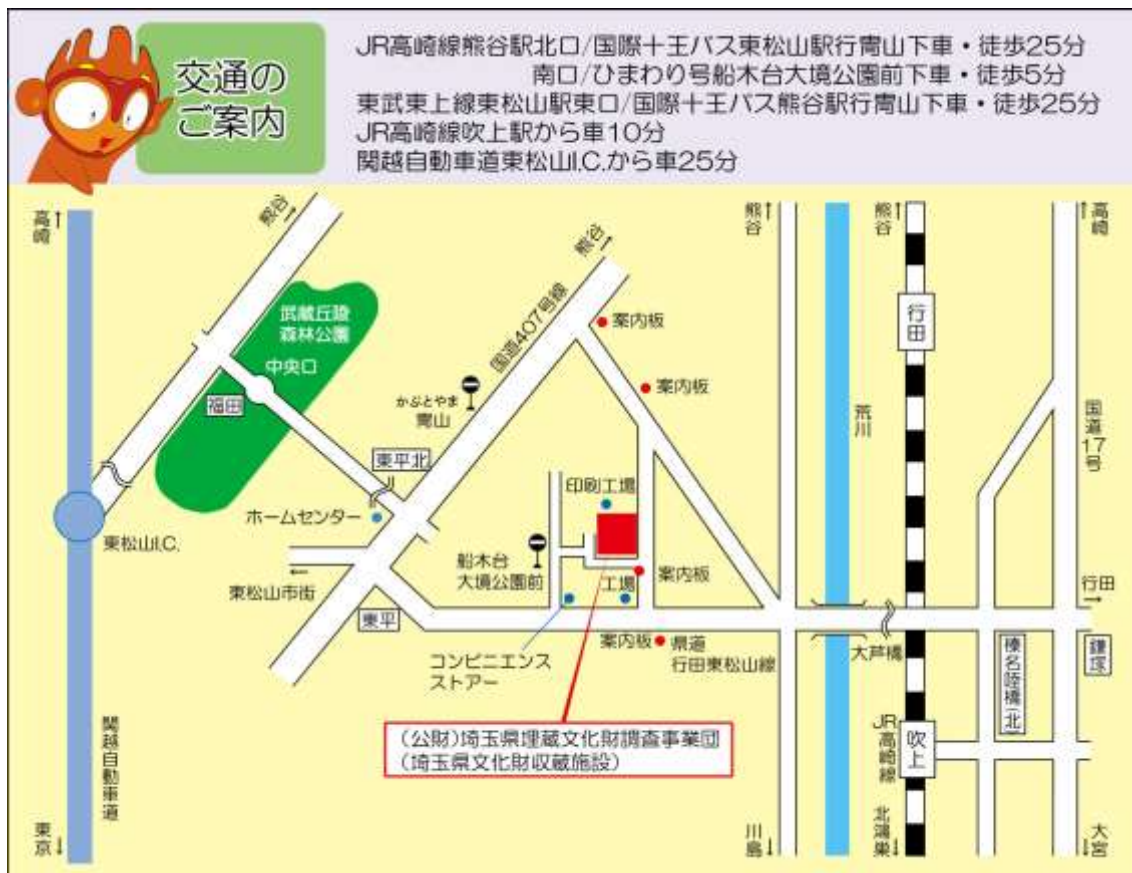 交通の
ご案内
JR高崎線熊谷駅北口/国際十王バス東松山駅行冑山下車・徒歩25分
南口/ひまわり号船木台大境公園前下車・徒歩5分
東武東上線東松山駅東口/国際十王バス熊谷駅行冑山下車・徒歩25分
JR高崎線吹上駅から車10分
関越自動車道東松山I.C.から車25分
高崎↑
熊谷→
熊谷→
熊谷↑
熊谷↑
↑高崎
武蔵丘陵
森林公園
中央口
福田
国道407号線
案内板
案内板
行田
かぶとやま
冑山
荒川
国道17号
東平北
印刷工場
ホームセンター
東松山I.C.
船木台
大境公園前
工場
案内板
行田→
←
東松山市街
東平
案内板
県道
行田東松山線
大芦橋
榛名陸橋(北)
鎌塚
コンビニエンス
ストアー
(公財)埼玉県埋蔵文化財調査事業団
(埼玉県文化財収蔵施設)
JR高崎線
吹上
関越自動車道
東京↓
川島↓
北鴻巣↓
↓大宮